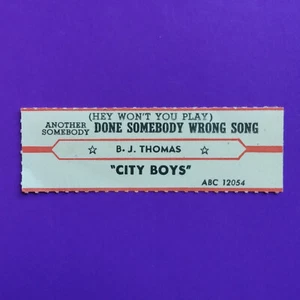 (HEY WON'T YOU PLAY)
ANOTHER SOMEBODY DONE SOMEBODY WRONG SONG
☆ B. J. THOMAS ☆
"CITY BOYS"
ABC 12054